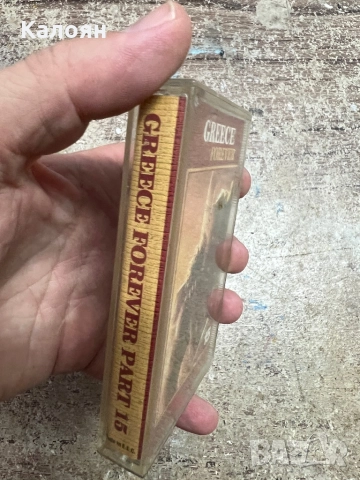 Калоян
GREECE
FOREVER
GREECE FOREVER PART 15
BAZAR